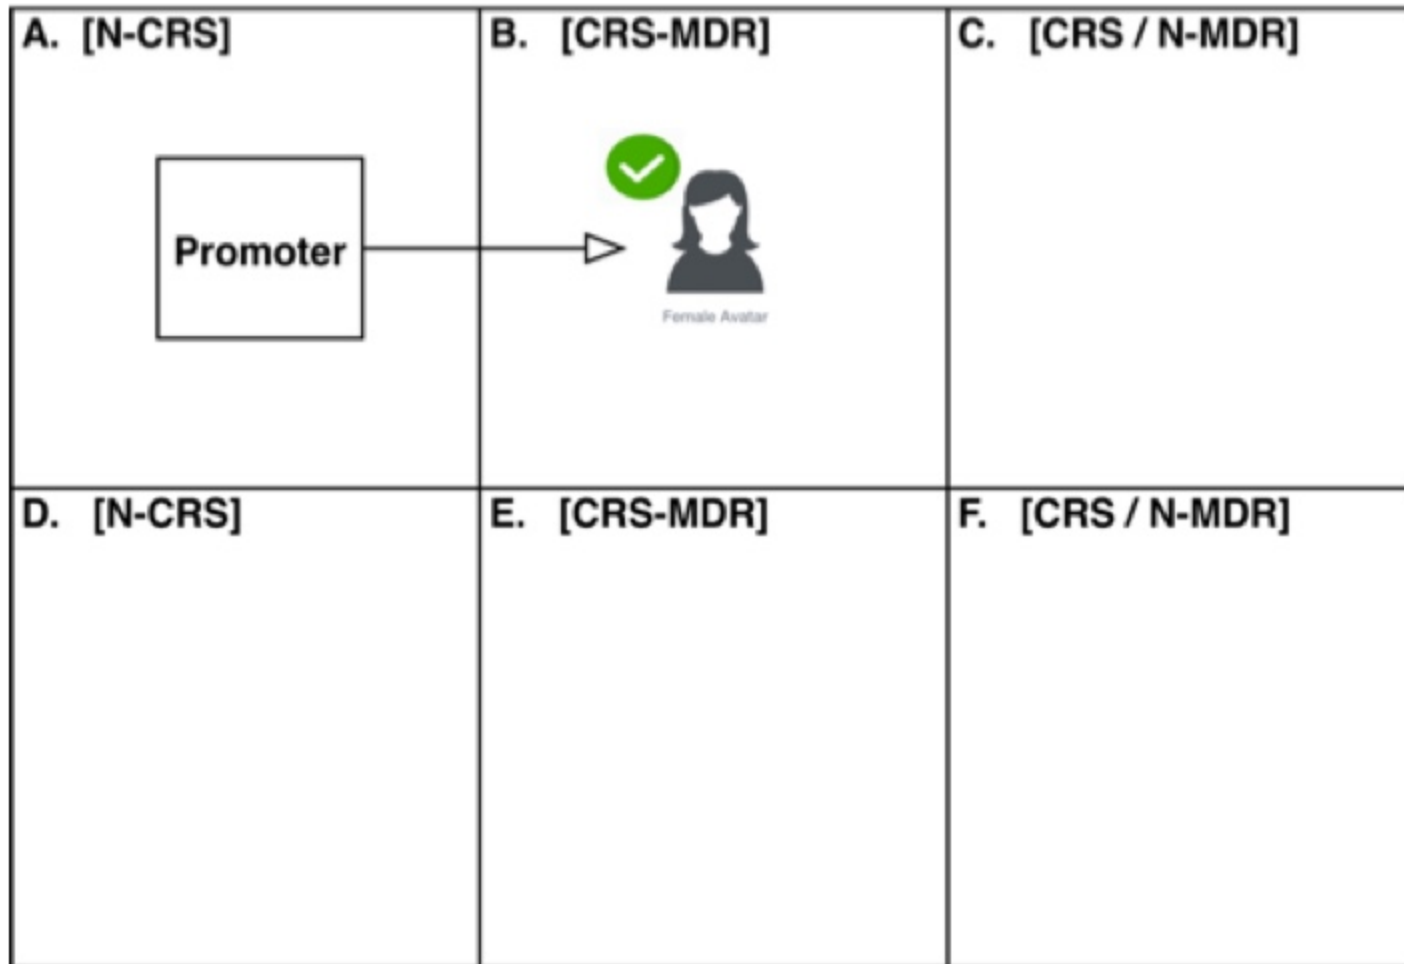 A. [N-CRS]
B. [CRS-MDR]
C. [CRS / N-MDR]
Promoter
Female Avatar
D. [N-CRS]
E. [CRS-MDR]
F. [CRS / N-MDR]